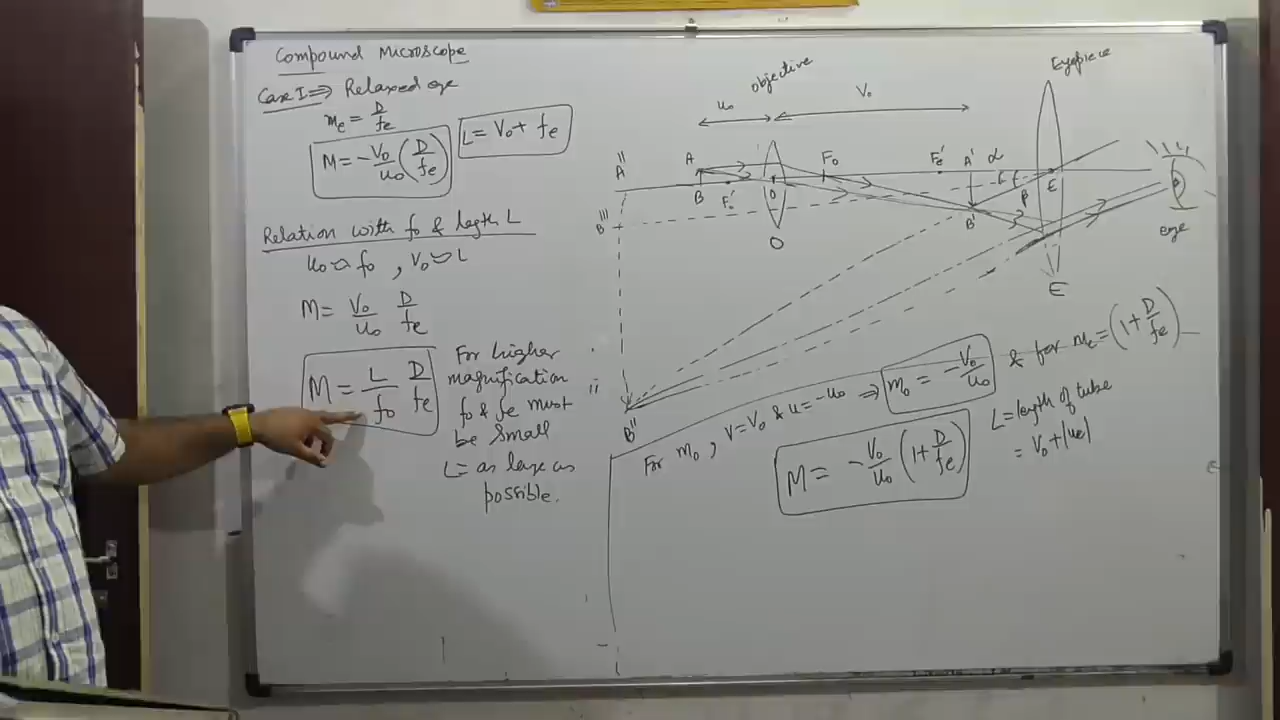 Compound Microscope
Case I ⇒ Relaxed eye
mₑ = D/fₑ
M = -V₀/u₀ (D/fₑ)
L = V₀ + fₑ
Relation with f₀ & legth L
u₀ ≈ f₀ , V₀ ≈ L
M = V₀/u₀ D/fₑ
M = L/f₀ D/fₑ
For higher
magnification
f₀ & fₑ must
be small
L = as large as
possible.
objective
Eyepiece
u₀
V₀
A"
A
F₀
Fₑ'
A'
α
B
F₀'
O
β
E
B'''
B'
O
eye
E
B"
For m₀ , V = V₀ & u = -u₀ ⇒ m₀ = -V₀/u₀ & for mₑ = (1 + D/fₑ)
M = -V₀/u₀ (1 + D/fₑ)
L = length of tube
= V₀ + |uₑ|